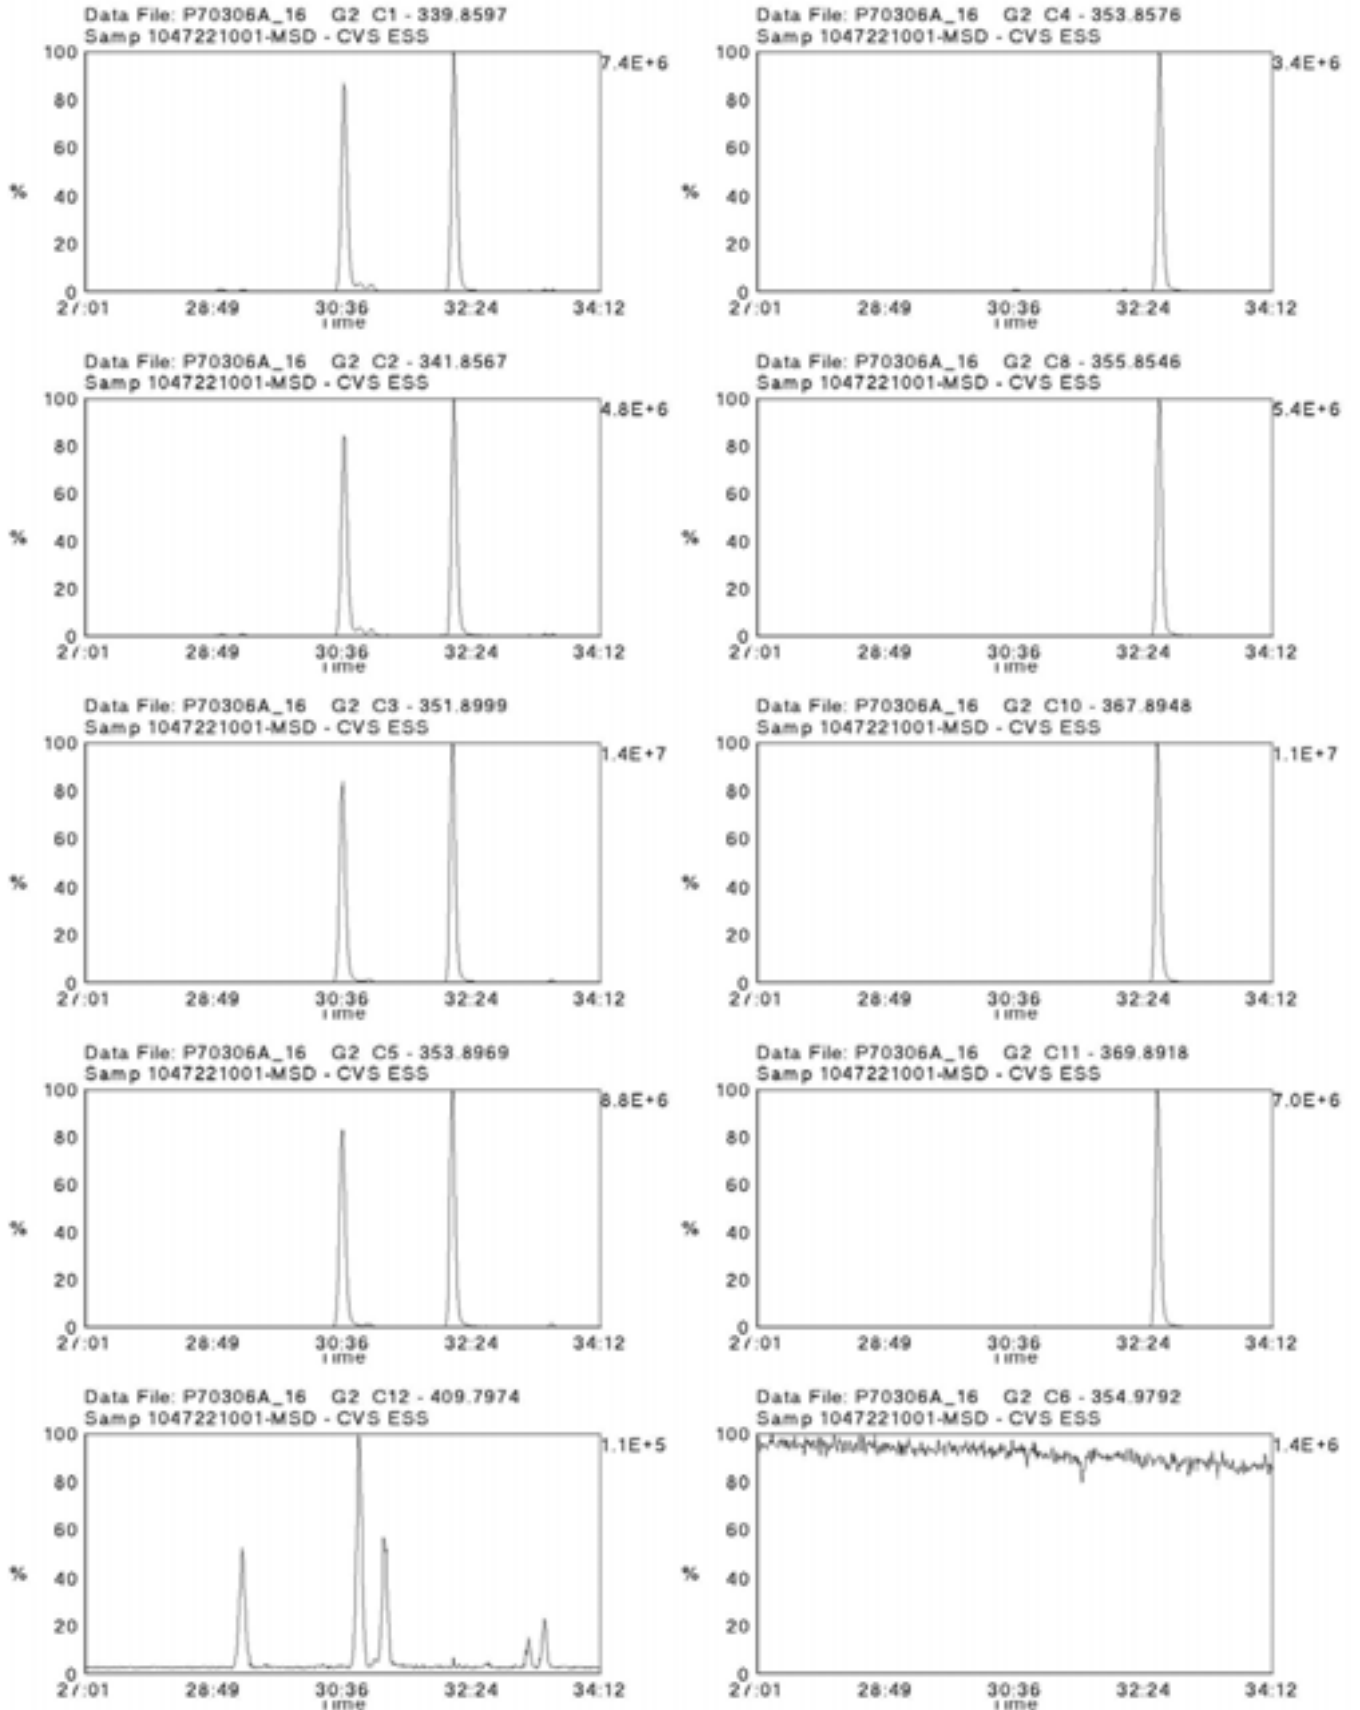 Data File: P70306A_16 G2 C1 - 339.8597
Samp 1047221001-MSD - CVS ESS
100
7.4E+6
80
60
%
40
20
0
27:01 28:49 30:36 32:24 34:12
Time
Data File: P70306A_16 G2 C4 - 353.8576
Samp 1047221001-MSD - CVS ESS
100
3.4E+6
80
60
%
40
20
0
27:01 28:49 30:36 32:24 34:12
Time
Data File: P70306A_16 G2 C2 - 341.8567
Samp 1047221001-MSD - CVS ESS
100
4.8E+6
80
60
%
40
20
0
27:01 28:49 30:36 32:24 34:12
Time
Data File: P70306A_16 G2 C8 - 355.8546
Samp 1047221001-MSD - CVS ESS
100
5.4E+6
80
60
%
40
20
0
27:01 28:49 30:36 32:24 34:12
Time
Data File: P70306A_16 G2 C3 - 351.8999
Samp 1047221001-MSD - CVS ESS
100
1.4E+7
80
60
%
40
20
0
27:01 28:49 30:36 32:24 34:12
Time
Data File: P70306A_16 G2 C10 - 367.8948
Samp 1047221001-MSD - CVS ESS
100
1.1E+7
80
60
%
40
20
0
27:01 28:49 30:36 32:24 34:12
Time
Data File: P70306A_16 G2 C5 - 353.8969
Samp 1047221001-MSD - CVS ESS
100
8.8E+6
80
60
%
40
20
0
27:01 28:49 30:36 32:24 34:12
Time
Data File: P70306A_16 G2 C11 - 369.8918
Samp 1047221001-MSD - CVS ESS
100
7.0E+6
80
60
%
40
20
0
27:01 28:49 30:36 32:24 34:12
Time
Data File: P70306A_16 G2 C12 - 409.7974
Samp 1047221001-MSD - CVS ESS
100
1.1E+5
80
60
%
40
20
0
27:01 28:49 30:36 32:24 34:12
Time
Data File: P70306A_16 G2 C6 - 354.9792
Samp 1047221001-MSD - CVS ESS
100
1.4E+6
80
60
%
40
20
0
27:01 28:49 30:36 32:24 34:12
Time